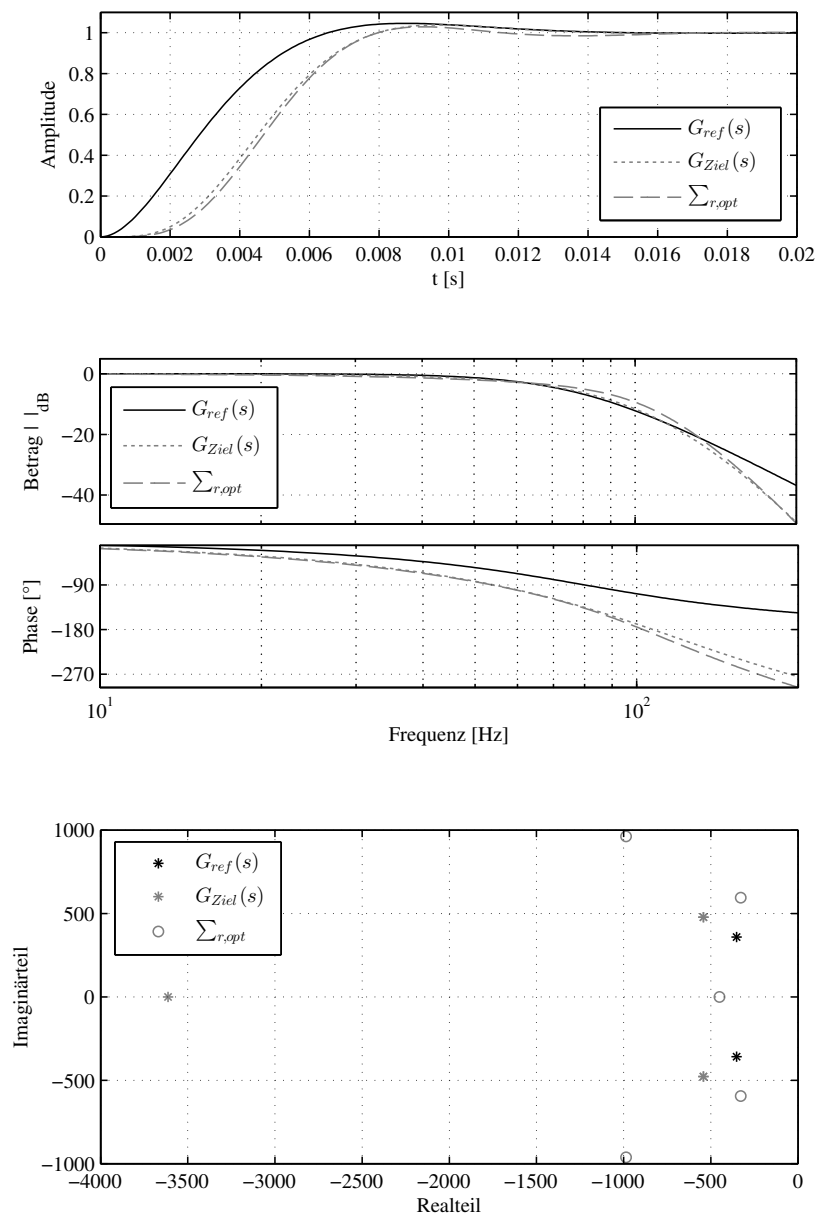 1
0.8
0.6
0.4
0.2
0
Amplitude
0 0.002 0.004 0.006 0.008 0.01 0.012 0.014 0.016 0.018 0.02
t [s]
G_ref(s)
G_Ziel(s)
∑_r,opt
0
−20
−40
Betrag | |_dB
G_ref(s)
G_Ziel(s)
∑_r,opt
−90
−180
−270
Phase [°]
10^1 10^2
Frequenz [Hz]
1000
500
0
−500
−1000
Imaginärteil
G_ref(s)
G_Ziel(s)
∑_r,opt
−4000 −3500 −3000 −2500 −2000 −1500 −1000 −500 0
Realteil